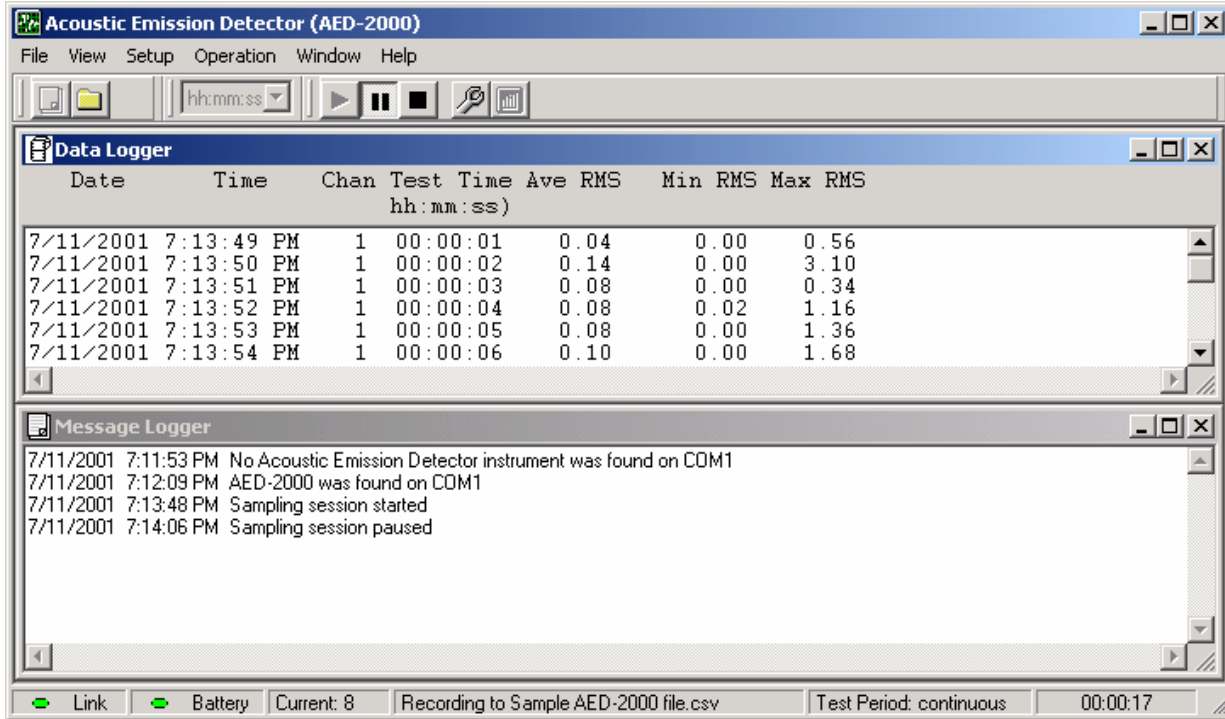 Acoustic Emission Detector (AED-2000)
File View Setup Operation Window Help
hh:mm:ss
Data Logger
Date Time Chan Test Time Ave RMS Min RMS Max RMS
hh:mm:ss)
7/11/2001 7:13:49 PM 1 00:00:01 0.04 0.00 0.56
7/11/2001 7:13:50 PM 1 00:00:02 0.14 0.00 3.10
7/11/2001 7:13:51 PM 1 00:00:03 0.08 0.00 0.34
7/11/2001 7:13:52 PM 1 00:00:04 0.08 0.02 1.16
7/11/2001 7:13:53 PM 1 00:00:05 0.08 0.00 1.36
7/11/2001 7:13:54 PM 1 00:00:06 0.10 0.00 1.68
Message Logger
7/11/2001 7:11:53 PM No Acoustic Emission Detector instrument was found on COM1
7/11/2001 7:12:09 PM AED-2000 was found on COM1
7/11/2001 7:13:48 PM Sampling session started
7/11/2001 7:14:06 PM Sampling session paused
Link Battery Current: 8 Recording to Sample AED-2000 file.csv Test Period: continuous 00:00:17